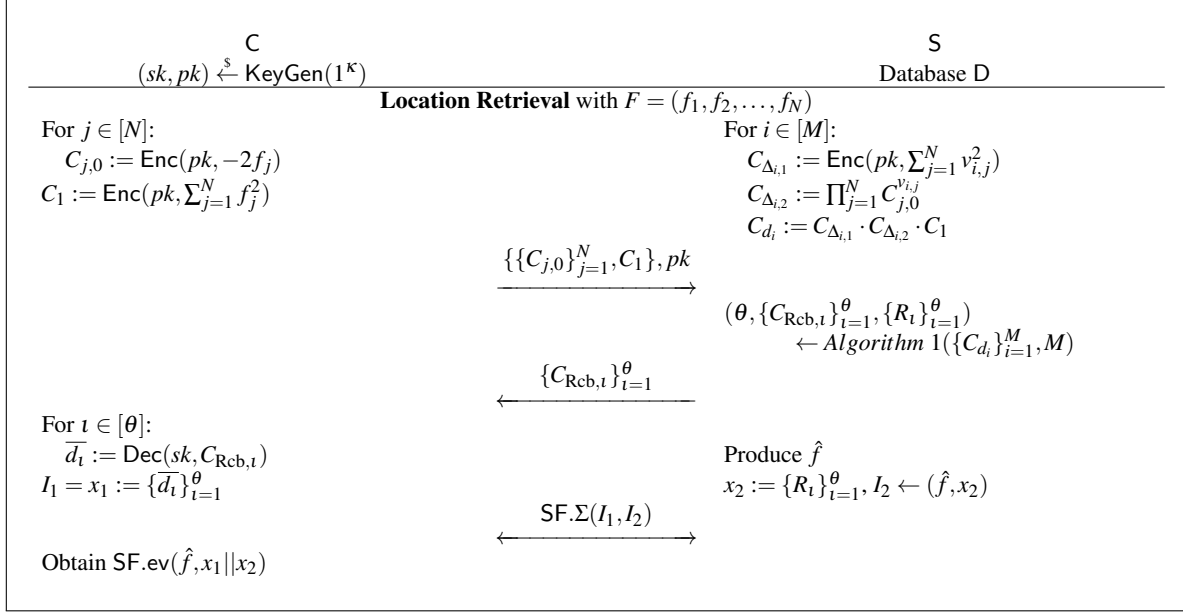 C S
(sk, pk) ←$ KeyGen(1^κ) Database D
Location Retrieval with F = (f_1, f_2, …, f_N)
For j ∈ [N]: For i ∈ [M]:
C_{j,0} := Enc(pk, −2f_j) C_{Δ_{i,1}} := Enc(pk, ∑_{j=1}^N v_{i,j}^2)
C_1 := Enc(pk, ∑_{j=1}^N f_j^2) C_{Δ_{i,2}} := ∏_{j=1}^N C_{j,0}^{v_{i,j}}
C_{d_i} := C_{Δ_{i,1}} · C_{Δ_{i,2}} · C_1
{{C_{j,0}}_{j=1}^N, C_1}, pk
(θ, {C_{Rcb,ι}}_{ι=1}^θ, {R_ι}_{ι=1}^θ)
← Algorithm 1({C_{d_i}}_{i=1}^M, M)
{C_{Rcb,ι}}_{ι=1}^θ
For ι ∈ [θ]:
\overline{d_ι} := Dec(sk, C_{Rcb,ι}) Produce f̂
I_1 = x_1 := {\overline{d_ι}}_{ι=1}^θ x_2 := {R_ι}_{ι=1}^θ, I_2 ← (f̂, x_2)
SF.Σ(I_1, I_2)
Obtain SF.ev(f̂, x_1||x_2)